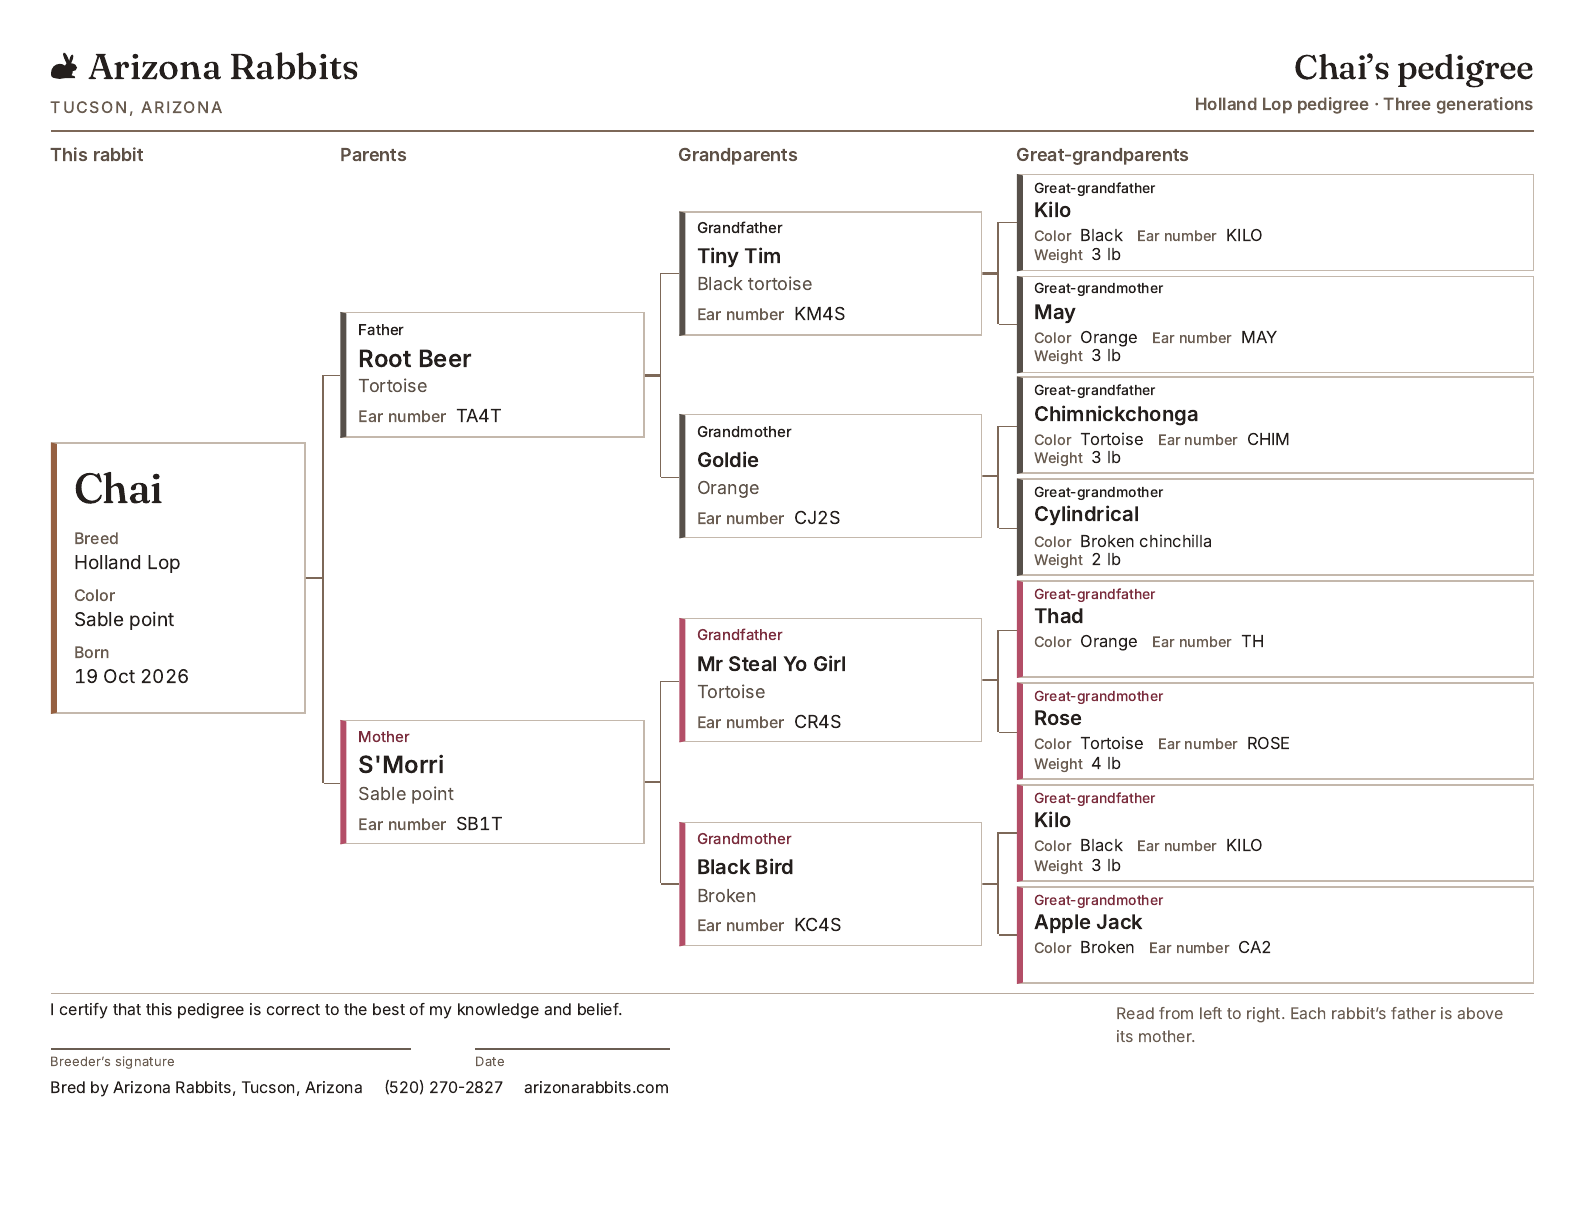 Arizona Rabbits
TUCSON, ARIZONA
Chai’s pedigree
Holland Lop pedigree · Three generations
This rabbit
Parents
Grandparents
Great-grandparents
Chai
Breed
Holland Lop
Color
Sable point
Born
19 Oct 2026
Father
Root Beer
Tortoise
Ear number TA4T
Mother
S'Morri
Sable point
Ear number SB1T
Grandfather
Tiny Tim
Black tortoise
Ear number KM4S
Grandmother
Goldie
Orange
Ear number CJ2S
Grandfather
Mr Steal Yo Girl
Tortoise
Ear number CR4S
Grandmother
Black Bird
Broken
Ear number KC4S
Great-grandfather
Kilo
Color Black Ear number KILO
Weight 3 lb
Great-grandmother
May
Color Orange Ear number MAY
Weight 3 lb
Great-grandfather
Chimnickchonga
Color Tortoise Ear number CHIM
Weight 3 lb
Great-grandmother
Cylindrical
Color Broken chinchilla
Weight 2 lb
Great-grandfather
Thad
Color Orange Ear number TH
Great-grandmother
Rose
Color Tortoise Ear number ROSE
Weight 4 lb
Great-grandfather
Kilo
Color Black Ear number KILO
Weight 3 lb
Great-grandmother
Apple Jack
Color Broken Ear number CA2
I certify that this pedigree is correct to the best of my knowledge and belief.
Breeder’s signature
Date
Bred by Arizona Rabbits, Tucson, Arizona (520) 270-2827 arizonarabbits.com
Read from left to right. Each rabbit’s father is above
its mother.